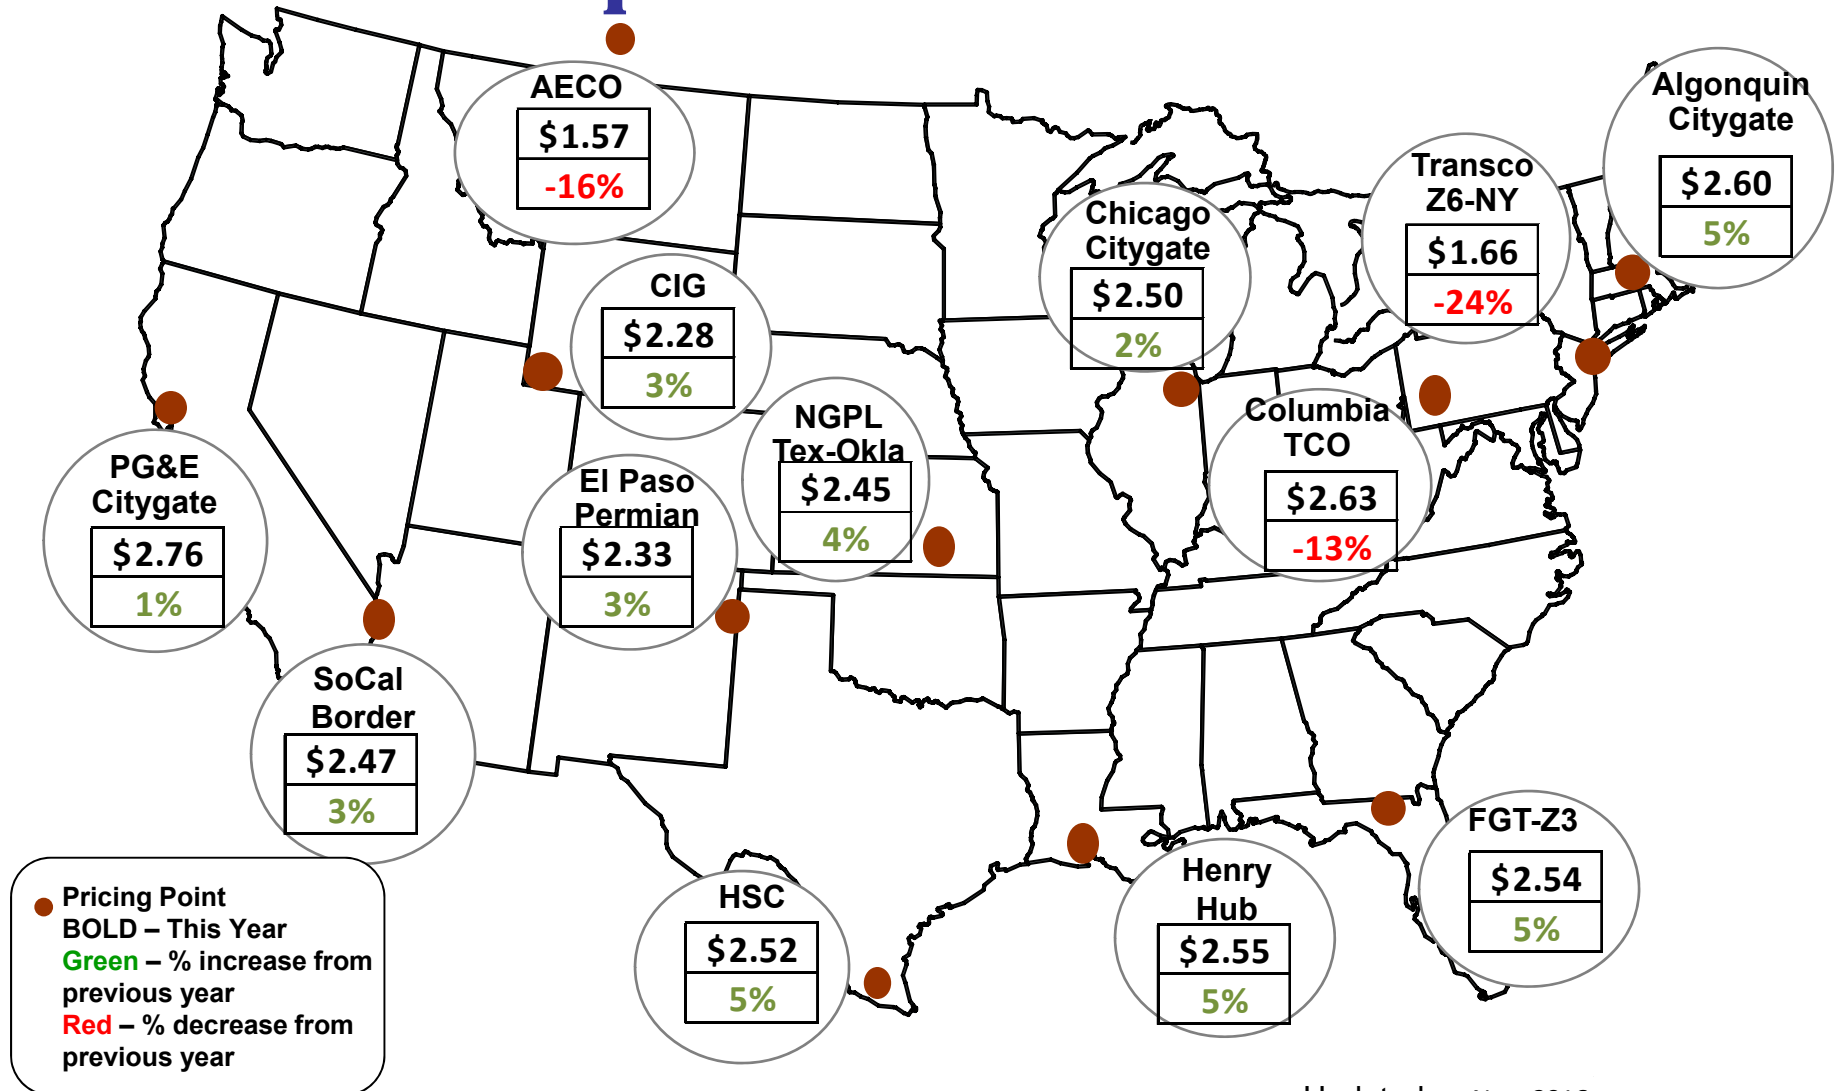 AECO
$1.57
-16%
Algonquin
Citygate
$2.60
5%
Transco
Z6-NY
$1.66
-24%
Chicago
Citygate
$2.50
2%
CIG
$2.28
3%
NGPL
Tex-Okla
$2.45
4%
Columbia
TCO
$2.63
-13%
PG&E
Citygate
$2.76
1%
El Paso
Permian
$2.33
3%
SoCal
Border
$2.47
3%
HSC
$2.52
5%
Henry
Hub
$2.55
5%
FGT-Z3
$2.54
5%
Pricing Point
BOLD – This Year
Green – % increase from
previous year
Red – % decrease from
previous year